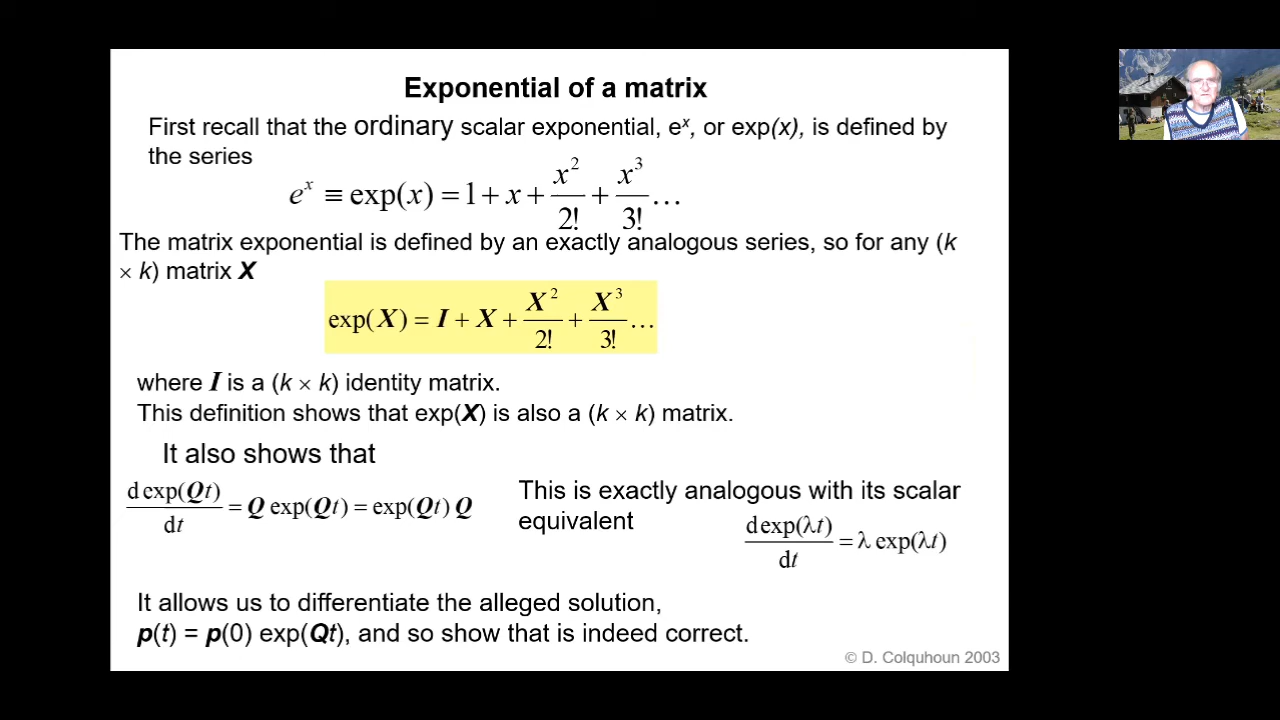 Exponential of a matrix
First recall that the ordinary scalar exponential, eˣ, or exp(x), is defined by
the series
eˣ ≡ exp(x) = 1 + x + x²/2! + x³/3! …
The matrix exponential is defined by an exactly analogous series, so for any (k
× k) matrix X
exp(X) = I + X + X²/2! + X³/3! …
where I is a (k × k) identity matrix.
This definition shows that exp(X) is also a (k × k) matrix.
It also shows that
d exp(Qt)/dt = Q exp(Qt) = exp(Qt) Q
This is exactly analogous with its scalar
equivalent
d exp(λt)/dt = λ exp(λt)
It allows us to differentiate the alleged solution,
p(t) = p(0) exp(Qt), and so show that is indeed correct.
© D. Colquhoun 2003